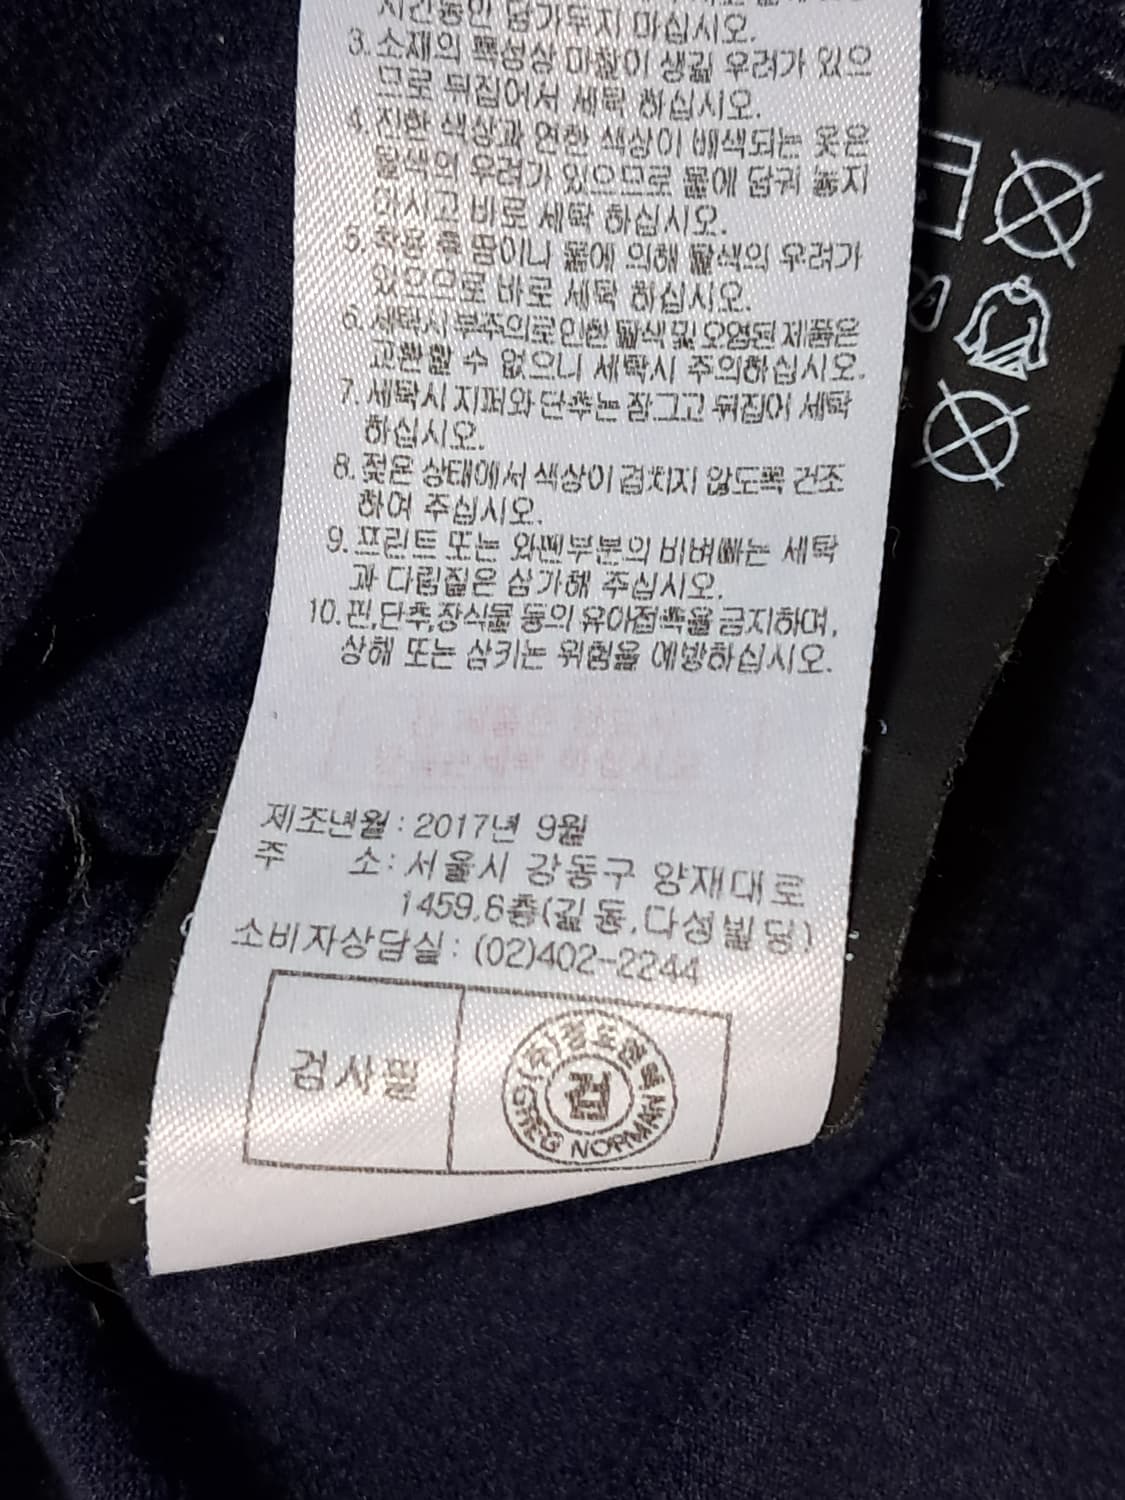 시간동안 담가두지 마십시오.
3. 소재의 특성상 마찰이 생길 우려가 있으
므로 뒤집어서 세탁 하십시오.
4. 진한 색상과 연한 색상이 배색되는 옷은
탈색의 우려가 있으므로 물에 담궈 놓지
마시고 바로 세탁 하십시오.
5. 착용 후 땀이나 물에 의해 탈색의 우려가
있으므로 바로 세탁 하십시오.
6. 세탁시 부주의로 인한 탈색 및 오염된 제품은
교환할 수 없으니 세탁시 주의하십시오.
7. 세탁시 지퍼와 단추는 잠그고 뒤집어 세탁
하십시오.
8. 젖은 상태에서 색상이 겹치지 않도록 건조
하여 주십시오.
9. 프린트 또는 와펜부분의 비벼빠는 세탁
과 다림질은 삼가해 주십시오.
10. 핀,단추,장식물 등의 유아접촉을 금지하며,
상해 또는 삼키는 위험을 예방하십시오.
제조년월 : 2017년 9월
주 소 : 서울시 강동구 양재대로
1459,6층(길동,다성빌딩)
소비자상담실 : (02)402-2244
검사필
검
GREG NORMAN